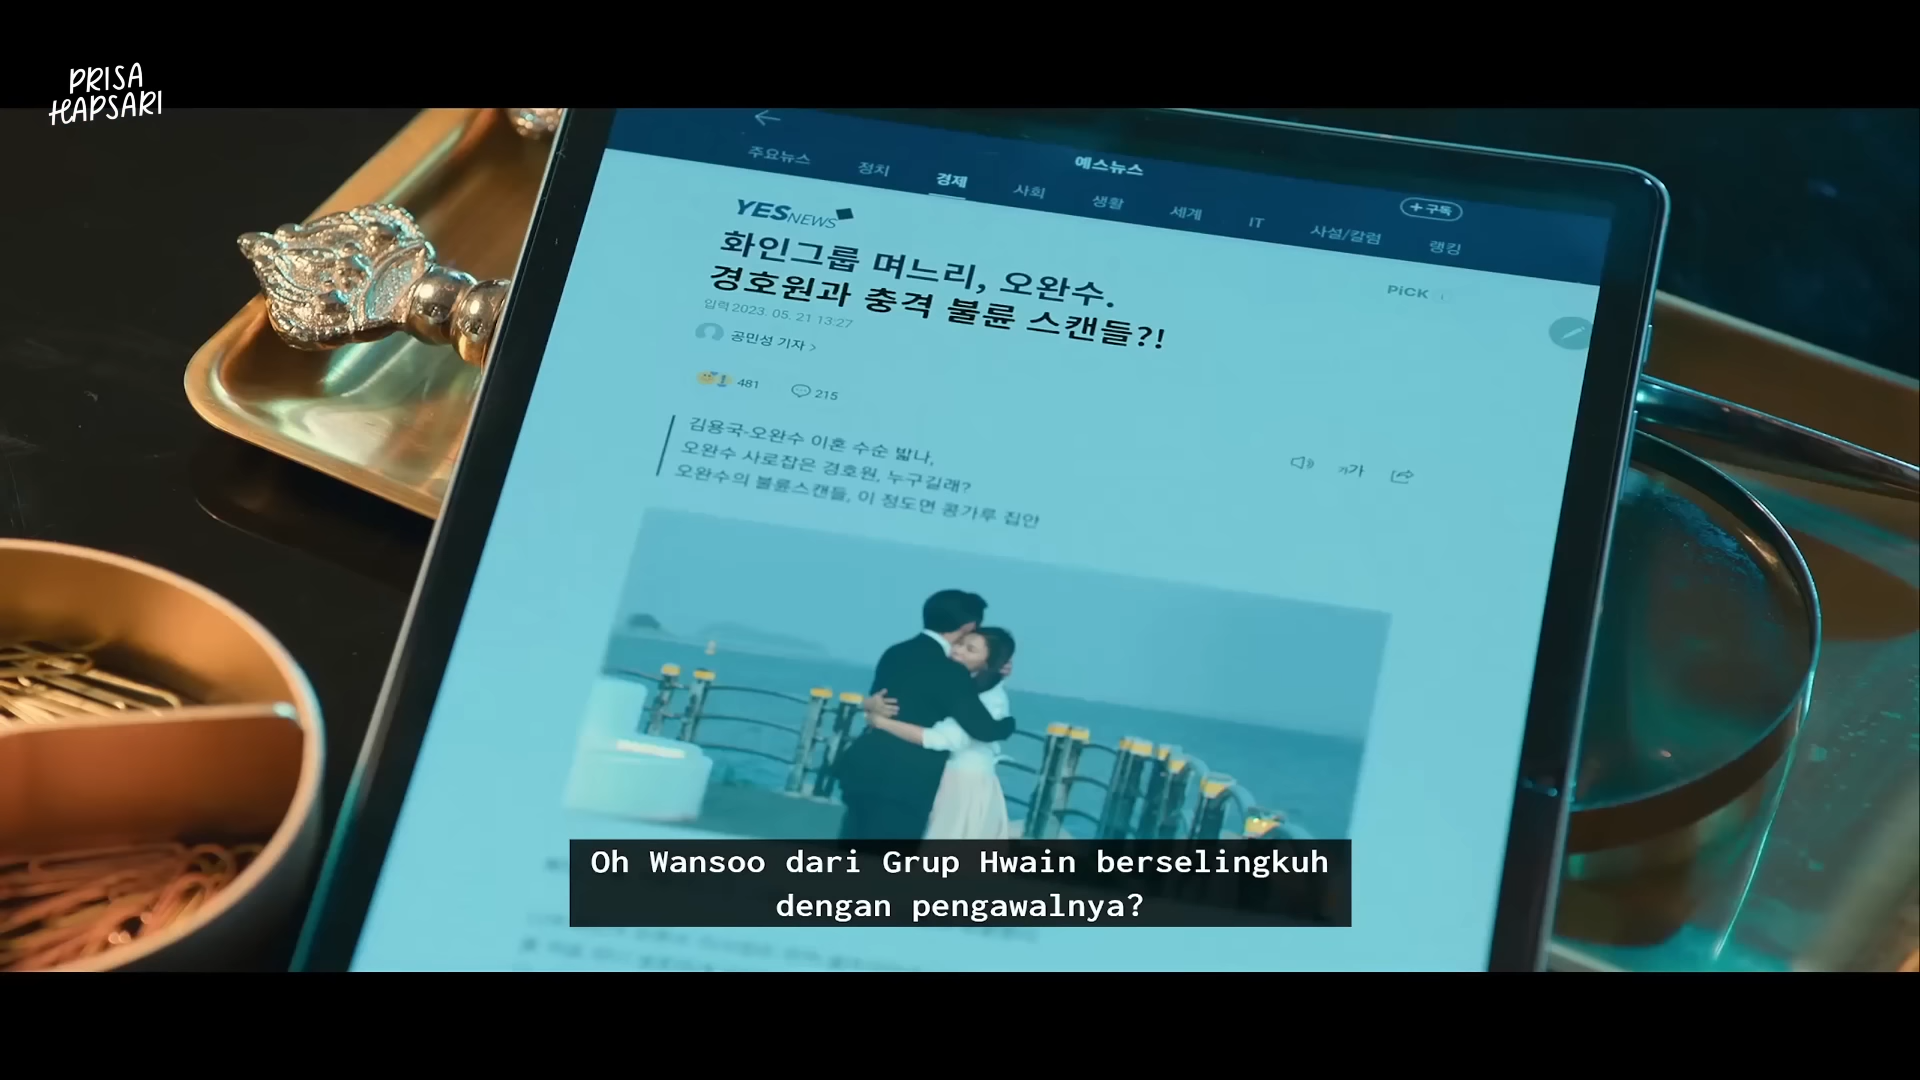 PRISA
HAPSARI
예스뉴스
주요뉴스 정치 경제 사회 생활 세계 IT 사설/칼럼 랭킹
+ 구독
YES NEWS
PiCK
화인그룹 며느리, 오완수.
경호원과 충격 불륜 스캔들?!
입력 2023. 05. 21 13:27
공민성 기자 >
481 215
가가
김용국-오완수 이혼 수순 밟나,
오완수 사로잡은 경호원, 누구길래?
오완수의 불륜스캔들, 이 정도면 콩가루 집안
Oh Wansoo dari Grup Hwain berselingkuh
dengan pengawalnya?